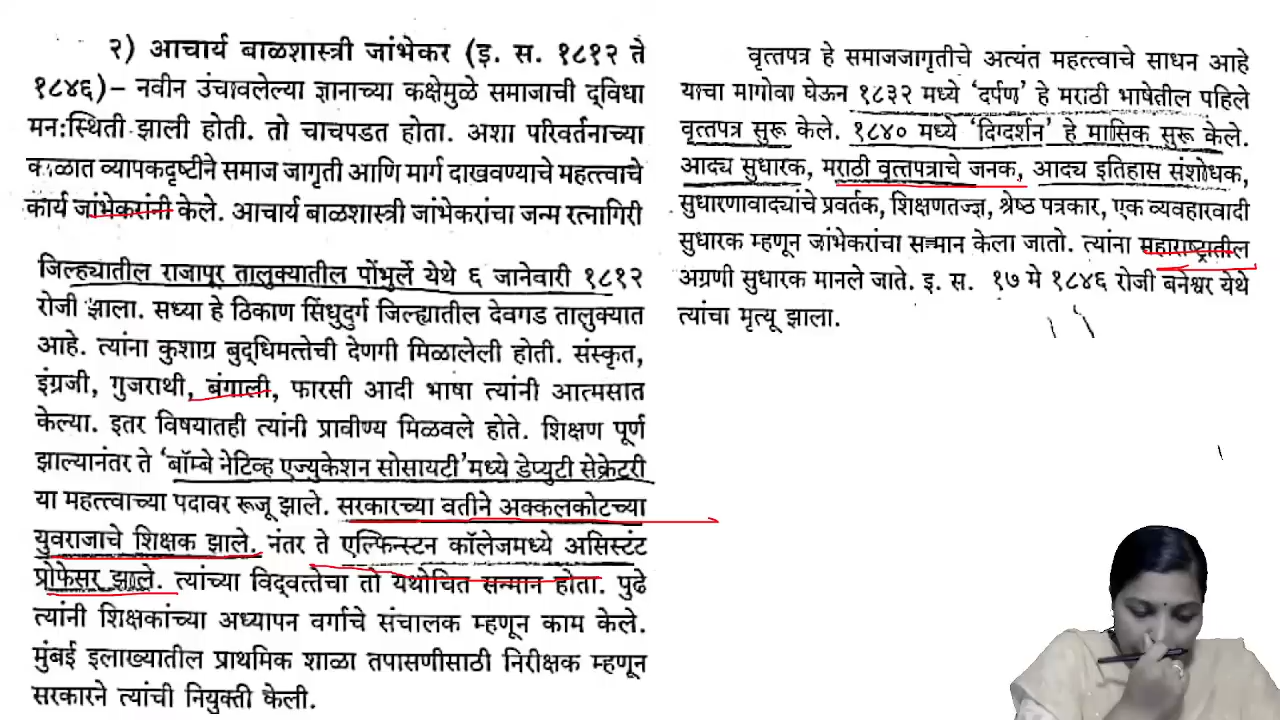 २) आचार्य बाळशास्त्री जांभेकर (इ. स. १८१२ ते
१८४६)– नवीन उंचावलेल्या ज्ञानाच्या कक्षेमुळे समाजाची द्विधा
मन:स्थिती झाली होती. तो चाचपडत होता. अशा परिवर्तनाच्या
काळात व्यापकदृष्टीने समाज जागृती आणि मार्ग दाखवण्याचे महत्त्वाचे
कार्य जांभेकरांनी केले. आचार्य बाळशास्त्री जांभेकरांचा जन्म रत्नागिरी
जिल्ह्यातील राजापूर तालुक्यातील पोंभुर्ले येथे ६ जानेवारी १८१२
रोजी झाला. सध्या हे ठिकाण सिंधुदुर्ग जिल्ह्यातील देवगड तालुक्यात
आहे. त्यांना कुशाग्र बुद्धिमत्तेची देणगी मिळालेली होती. संस्कृत,
इंग्रजी, गुजराथी, बंगाली, फारसी आदी भाषा त्यांनी आत्मसात
केल्या. इतर विषयातही त्यांनी प्रावीण्य मिळवले होते. शिक्षण पूर्ण
झाल्यानंतर ते ‘बॉम्बे नेटिव्ह एज्युकेशन सोसायटी’मध्ये डेप्युटी सेक्रेटरी
या महत्त्वाच्या पदावर रूजू झाले. सरकारच्या वतीने अक्कलकोटच्या
युवराजाचे शिक्षक झाले. नंतर ते एल्फिन्स्टन कॉलेजमध्ये असिस्टंट
प्रोफेसर झाले. त्यांच्या विद्वत्तेचा तो यथोचित सन्मान होता. पुढे
त्यांनी शिक्षकांच्या अध्यापन वर्गाचे संचालक म्हणून काम केले.
मुंबई इलाख्यातील प्राथमिक शाळा तपासणीसाठी निरीक्षक म्हणून
सरकारने त्यांची नियुक्ती केली.
वृत्तपत्र हे समाजजागृतीचे अत्यंत महत्त्वाचे साधन आहे
याचा मागोवा घेऊन १८३२ मध्ये ‘दर्पण’ हे मराठी भाषेतील पहिले
वृत्तपत्र सुरू केले. १८४० मध्ये ‘दिग्दर्शन’ हे मासिक सुरू केले.
आद्य सुधारक, मराठी वृत्तपत्राचे जनक, आद्य इतिहास संशोधक,
सुधारणावाद्यांचे प्रवर्तक, शिक्षणतज्ज्ञ, श्रेष्ठ पत्रकार, एक व्यवहारवादी
सुधारक म्हणून जांभेकरांचा सन्मान केला जातो. त्यांना महाराष्ट्रातील
अग्रणी सुधारक मानले जाते. इ. स. १७ मे १८४६ रोजी बनेश्वर येथे
त्यांचा मृत्यू झाला.